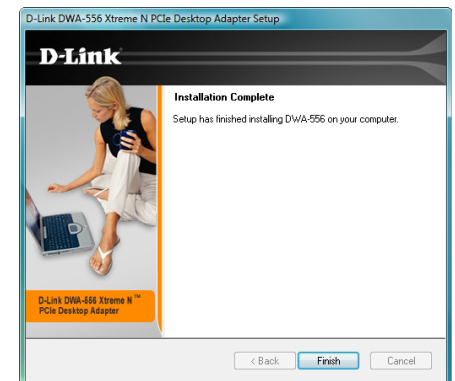 D-Link DWA-556 Xtreme N PCIe Desktop Adapter Setup
D-Link
Installation Complete
Setup has finished installing DWA-556 on your computer.
D-Link DWA-556 Xtreme N™
PCIe Desktop Adapter
< Back
Finish
Cancel